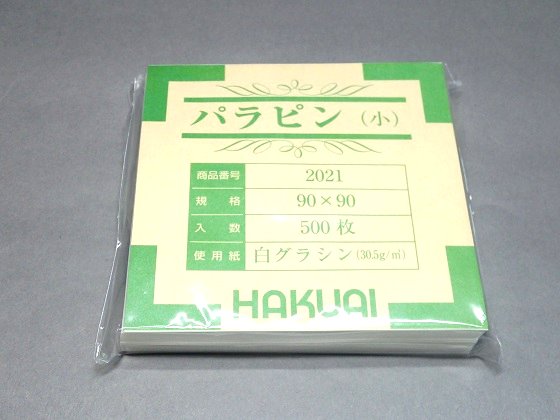 パラピン（小）
商品番号 2021
規格 90×90
入数 500枚
使用紙 白グラシン（30.5g/㎡）
HAKUAI